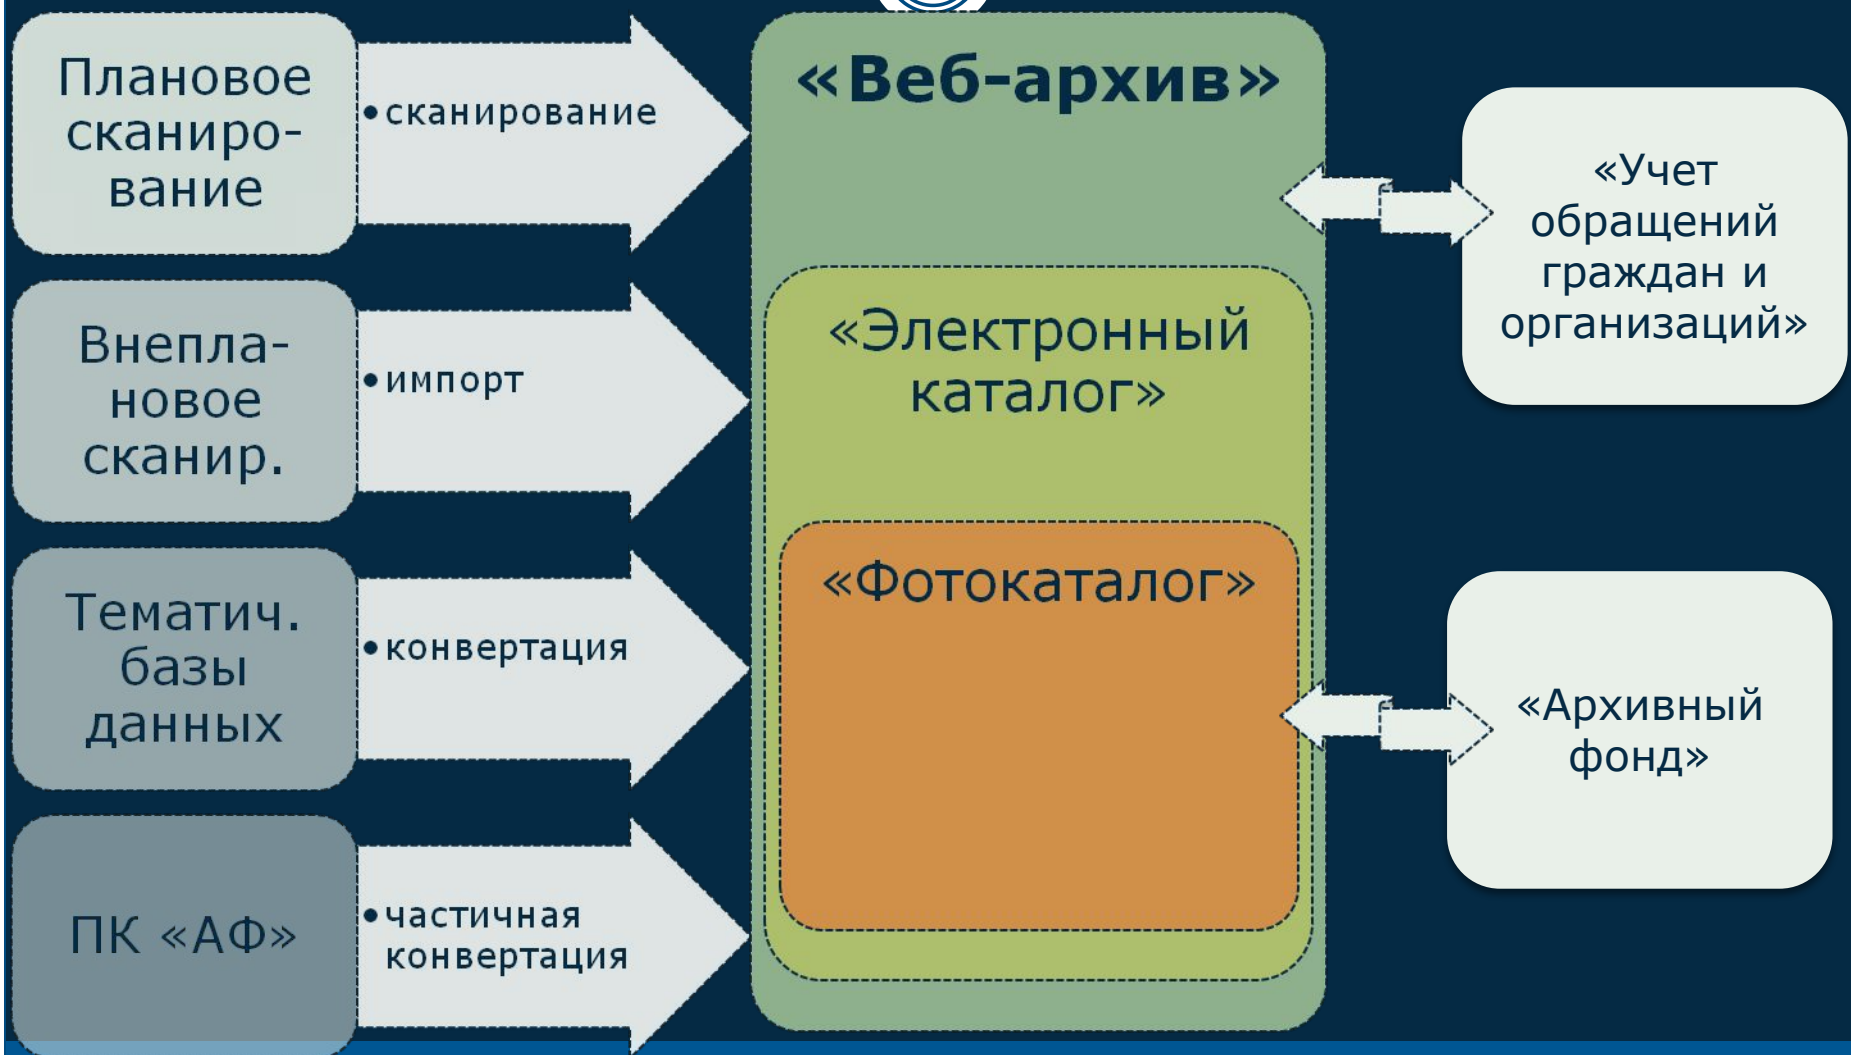 Плановое
сканиро-
вание
•сканирование
Внепла-
новое
сканир.
•импорт
Тематич.
базы
данных
•конвертация
ПК «АФ»
•частичная
конвертация
«Веб-архив»
«Электронный
каталог»
«Фотокаталог»
«Учет
обращений
граждан и
организаций»
«Архивный
фонд»